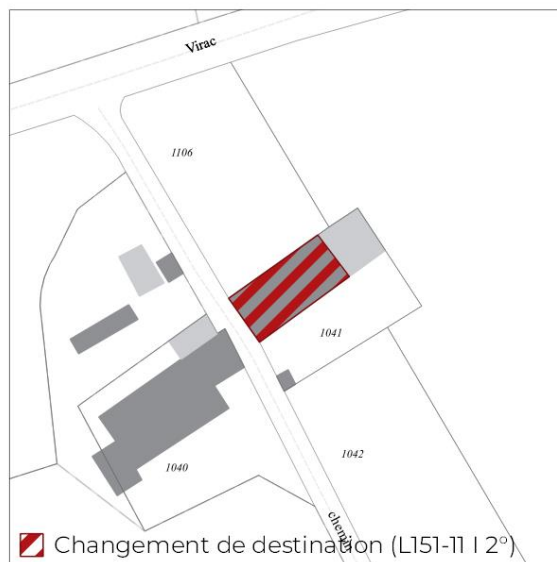 Virac
1106
1041
1042
1040
chemin
Changement de destination (L151-11 I 2°)